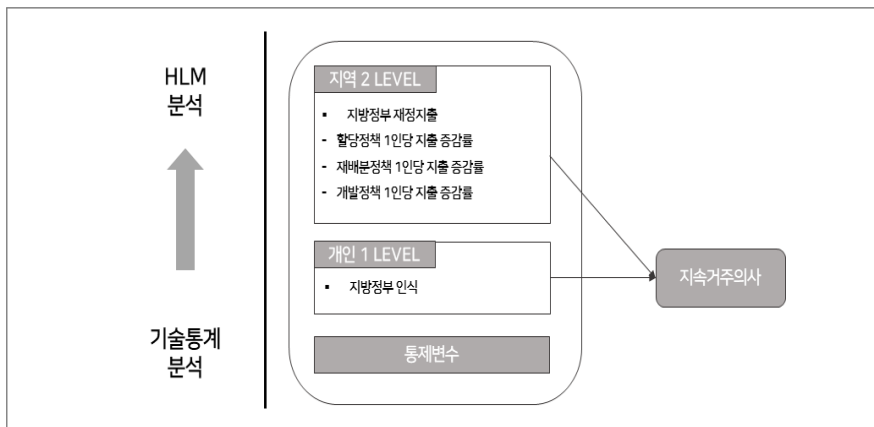 HLM
분석
기술통계
분석
지역 2 LEVEL
▪ 지방정부 재정지출
- 할당정책 1인당 지출 증감률
- 재배분정책 1인당 지출 증감률
- 개발정책 1인당 지출 증감률
개인 1 LEVEL
▪ 지방정부 인식
통제변수
지속거주의사